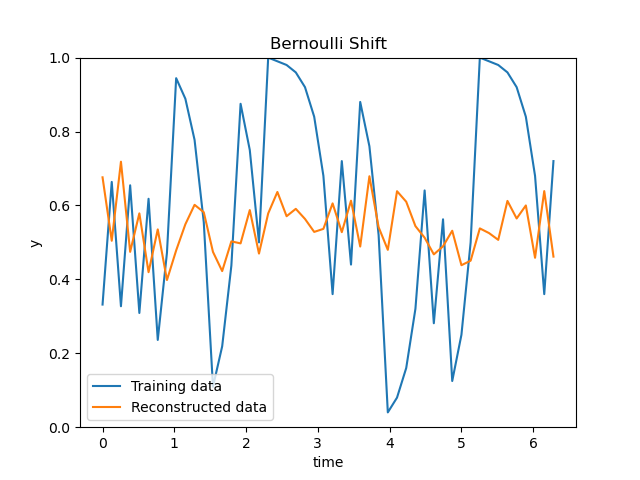 Bernoulli Shift
1.0
0.8
0.6
0.4
0.2
0.0
y
Training data
Reconstructed data
0 1 2 3 4 5 6
time